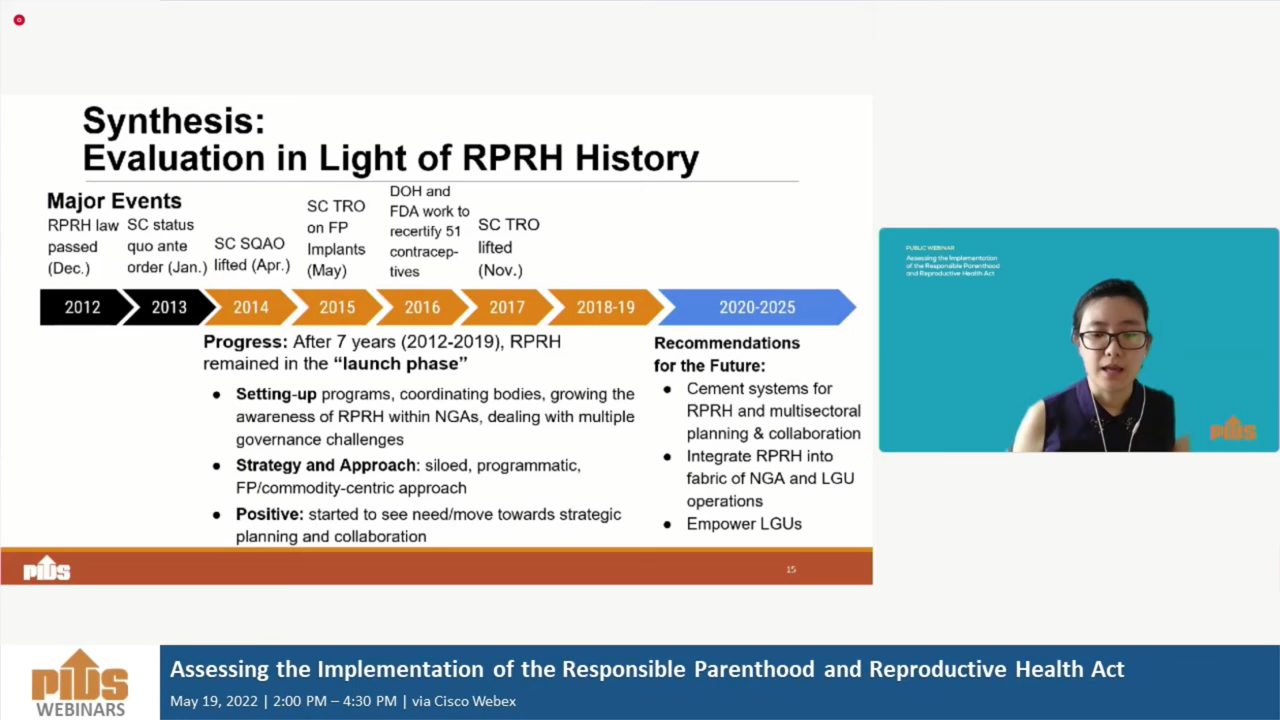 Synthesis:
Evaluation in Light of RPRH History
Major Events
RPRH law
passed
(Dec.)
SC status
quo ante
order (Jan.)
SC SQAO
lifted (Apr.)
SC TRO
on FP
Implants
(May)
DOH and
FDA work to
recertify 51
contracep-
tives
SC TRO
lifted
(Nov.)
2012
2013
2014
2015
2016
2017
2018-19
2020-2025
Progress: After 7 years (2012-2019), RPRH
remained in the “launch phase”
● Setting-up programs, coordinating bodies, growing the
awareness of RPRH within NGAs, dealing with multiple
governance challenges
● Strategy and Approach: siloed, programmatic,
FP/commodity-centric approach
● Positive: started to see need/move towards strategic
planning and collaboration
Recommendations
for the Future:
● Cement systems for
RPRH and multisectoral
planning & collaboration
● Integrate RPRH into
fabric of NGA and LGU
operations
● Empower LGUs
PIDS
15
PUBLIC WEBINAR
Assessing the Implementation
of the Responsible Parenthood
and Reproductive Health Act
PIDS
PIDS
WEBINARS
Assessing the Implementation of the Responsible Parenthood and Reproductive Health Act
May 19, 2022 | 2:00 PM – 4:30 PM | via Cisco Webex